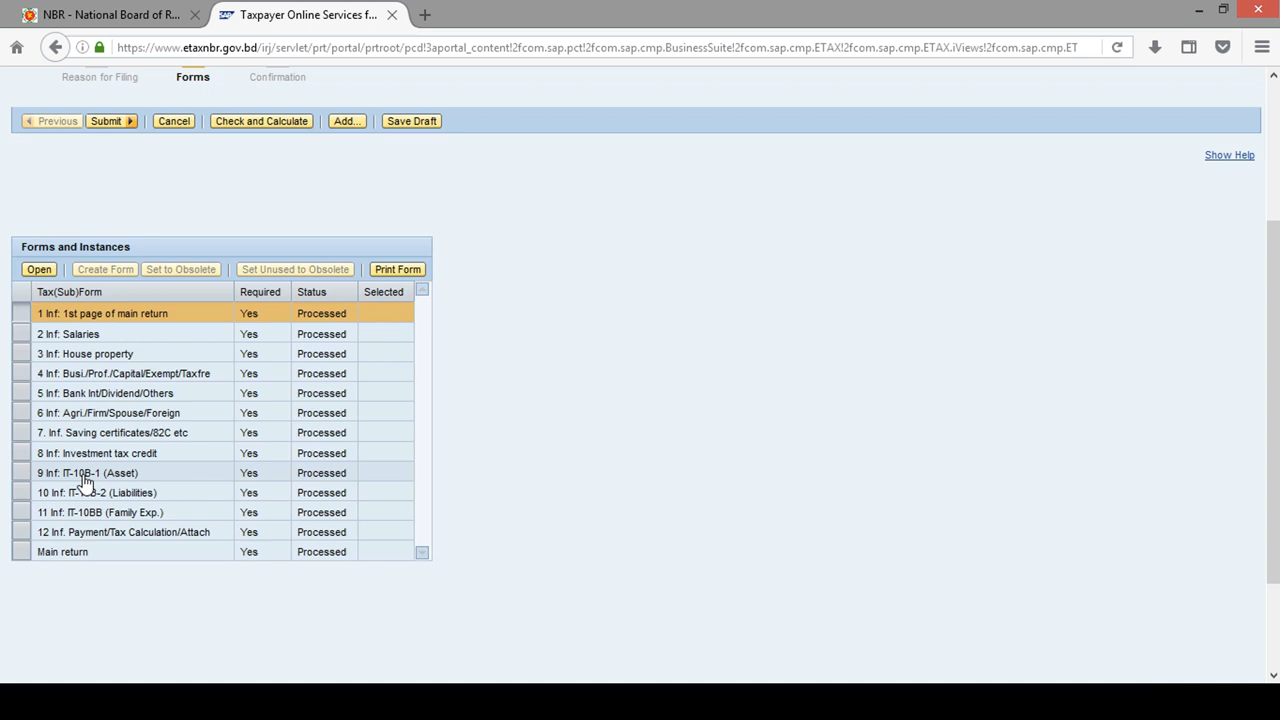 NBR - National Board of R...
Taxpayer Online Services f...
https://www.etaxnbr.gov.bd/irj/servlet/prt/portal/prtroot/pcd!3aportal_content!2fcom.sap.pct!2fcom.sap.cmp.BusinessSuite!2fcom.sap.cmp.ETAX!2fcom.sap.cmp.ETAX.iViews!2fcom.sap.cmp.ET
Reason for Filing Forms Confirmation
Previous Submit Cancel Check and Calculate Add... Save Draft
Show Help
Forms and Instances
Open Create Form Set to Obsolete Set Unused to Obsolete Print Form
Tax(Sub)Form Required Status Selected
1 Inf: 1st page of main return Yes Processed
2 Inf: Salaries Yes Processed
3 Inf: House property Yes Processed
4 Inf: Busi./Prof./Capital/Exempt/Taxfre Yes Processed
5 Inf: Bank Int/Dividend/Others Yes Processed
6 Inf: Agri./Firm/Spouse/Foreign Yes Processed
7. Inf. Saving certificates/82C etc Yes Processed
8 Inf: Investment tax credit Yes Processed
9 Inf: IT-10B-1 (Asset) Yes Processed
10 Inf: IT-10B-2 (Liabilities) Yes Processed
11 Inf: IT-10BB (Family Exp.) Yes Processed
12 Inf. Payment/Tax Calculation/Attach Yes Processed
Main return Yes Processed